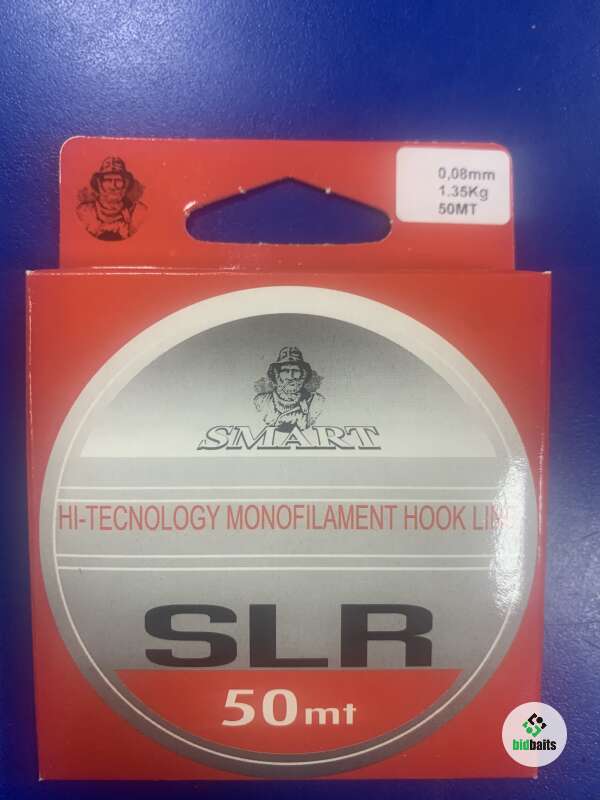 0,08mm
1.35Kg
50MT
SMART
HI-TECNOLOGY MONOFILAMENT HOOK LINE
SLR
50mt
bidbaits